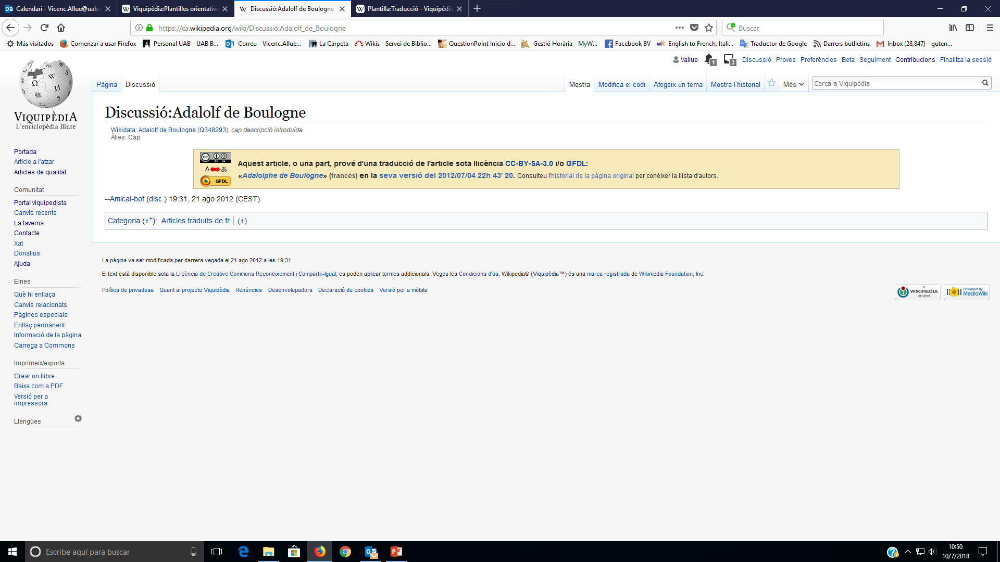 Calendari - Vicenc.Allue@uab.c
Viquipèdia:Plantilles orientative
Discussió:Adalolf de Boulogne
Plantilla:Traducció - Viquipèdia,
https://ca.wikipedia.org/wiki/Discussió:Adalolf_de_Boulogne
Buscar
Más visitados
Comenzar a usar Firefox
Personal UAB - UAB B...
Correu - Vicenc.Allue...
La Carpeta
Wikis - Servei de Biblio...
QuestionPoint Inicio d...
Gestió Horària - MyW...
Facebook BV
English to French, Itali...
Traductor de Google
Darrers butlletins
Inbox (28,847) - guten...
Vallue 1 3 Discussió Proves Preferències Beta Seguiment Contribucions Finalitza la sessió
Pàgina Discussió
Mostra Modifica el codi Afegeix un tema Mostra l'historial Més
Cerca a Viquipèdia
VIQUIPÈDIA
L'enciclopèdia lliure
Discussió:Adalolf de Boulogne
Wikidata: Adalolf de Boulogne (Q348293), cap descripció introduïda
Àlies: Cap
CC BY SA
A あ
GFDL
Aquest article, o una part, prové d'una traducció de l'article sota llicència CC-BY-SA-3.0 i/o GFDL:
«Adalolphe de Boulogne» (francès) en la seva versió del 2012/07/04 22h 43' 20. Consulteu l'historial de la pàgina original per conèixer la llista d'autors.
--Amical-bot (disc.) 19:31, 21 ago 2012 (CEST)
Categoria (++): Articles traduïts de fr (+)
La pàgina va ser modificada per darrera vegada el 21 ago 2012 a les 19:31.
El text està disponible sota la Llicència de Creative Commons Reconeixement i Compartir-Igual; es poden aplicar termes addicionals. Vegeu les Condicions d'ús. Wikipedia® (Viquipèdia™) és una marca registrada de Wikimedia Foundation, Inc.
Política de privadesa Quant al projecte Viquipèdia Renúncies Desenvolupadors Declaració de cookies Versió per a mòbils
a WIKIMEDIA project
Powered By MediaWiki
Portada
Article a l'atzar
Articles de qualitat
Comunitat
Portal viquipedista
Canvis recents
La taverna
Contacte
Xat
Donatius
Ajuda
Eines
Què hi enllaça
Canvis relacionats
Pàgines especials
Enllaç permanent
Informació de la pàgina
Carrega a Commons
Imprimeix/exporta
Crear un llibre
Baixa com a PDF
Versió per a
impressora
Llengües
Escribe aquí para buscar
10:50
10/7/2018